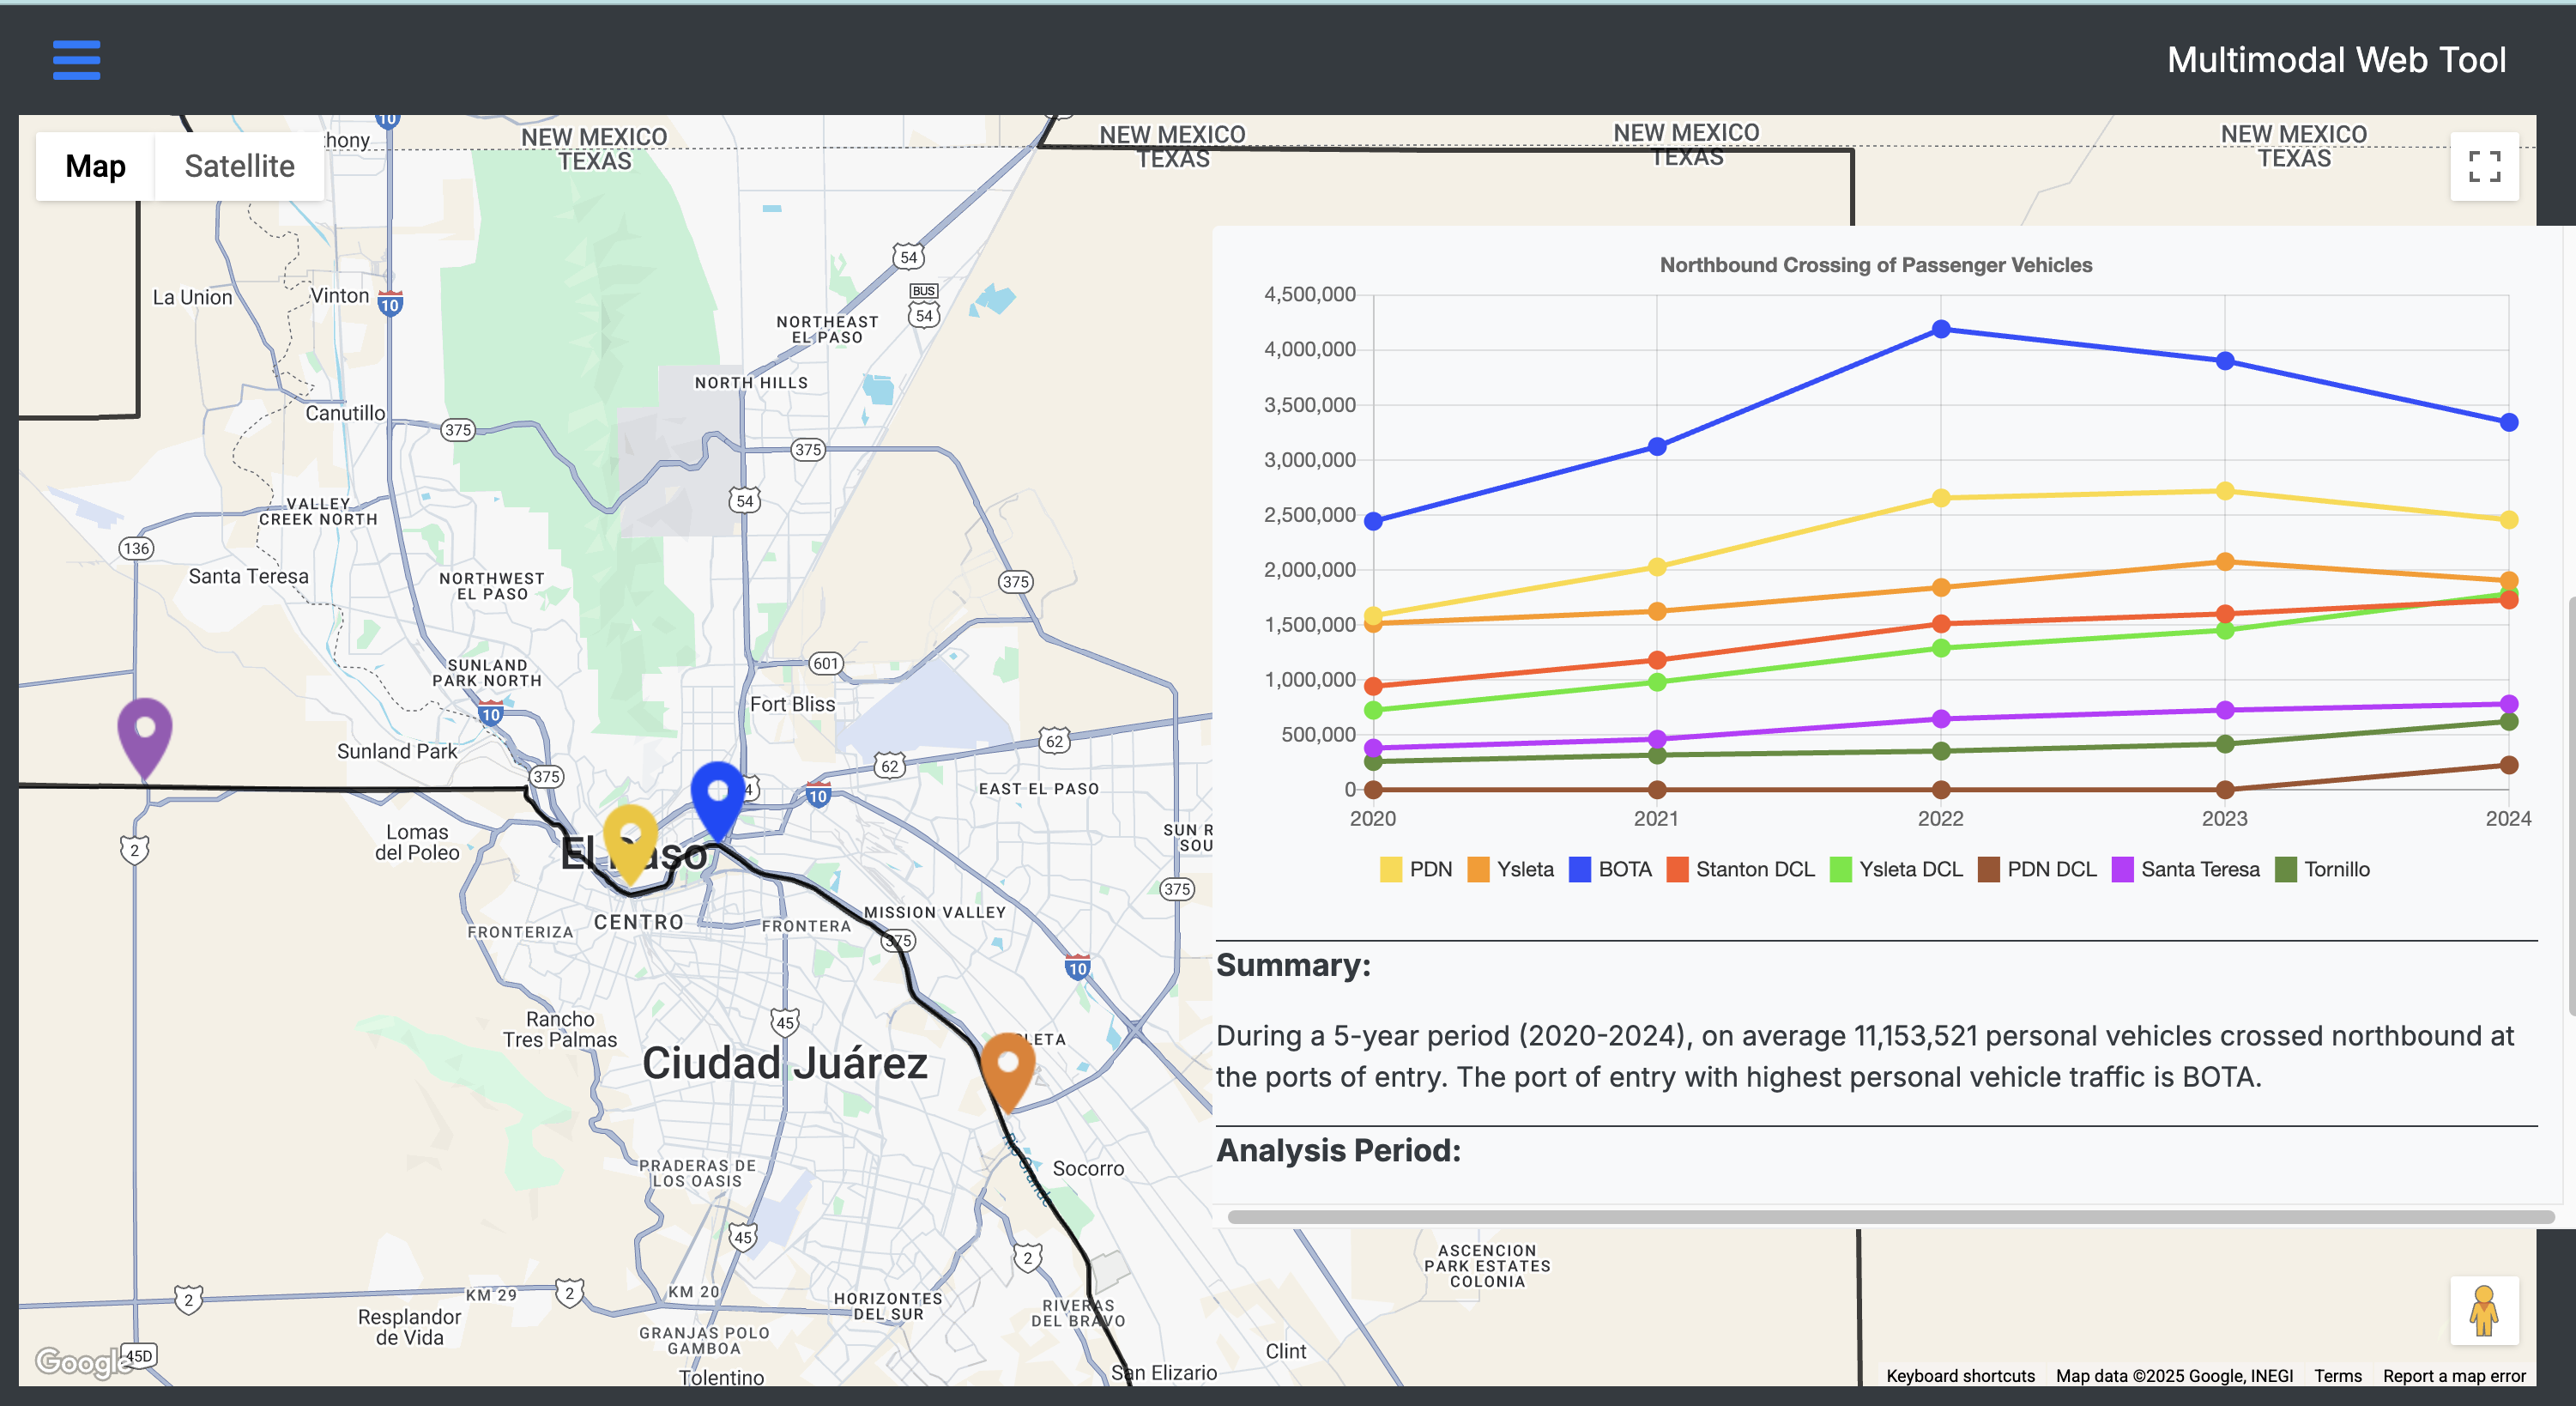 Multimodal Web Tool
Map
Satellite
NEW MEXICO
TEXAS
NEW MEXICO
TEXAS
NEW MEXICO
TEXAS
NEW MEXICO
TEXAS
10
La Union
Vinton
10
54
BUS
54
NORTHEAST
EL PASO
NORTH HILLS
Canutillo
375
375
54
VALLEY
CREEK NORTH
136
Santa Teresa
NORTHWEST
EL PASO
375
SUNLAND
PARK NORTH
601
Fort Bliss
10
Sunland Park
62
62
375
10
EAST EL PASO
2
Lomas
del Poleo
El Paso
375
CENTRO
MISSION VALLEY
FRONTERIZA
FRONTERA
375
10
45
Rancho
Tres Palmas
Ciudad Juárez
Socorro
PRADERAS DE
LOS OASIS
45
2
2
KM 29
2
KM 20
HORIZONTES
DEL SUR
RIVERAS
DEL BRAVO
Resplandor
de Vida
GRANJAS POLO
GAMBOA
Clint
Google
45D
Tolentino
San Elizario
Northbound Crossing of Passenger Vehicles
4,500,000
4,000,000
3,500,000
3,000,000
2,500,000
2,000,000
1,500,000
1,000,000
500,000
0
2020 2021 2022 2023 2024
PDN Ysleta BOTA Stanton DCL Ysleta DCL PDN DCL Santa Teresa Tornillo
Summary:
During a 5-year period (2020-2024), on average 11,153,521 personal vehicles crossed northbound at
the ports of entry. The port of entry with highest personal vehicle traffic is BOTA.
Analysis Period:
ASCENCION
PARK ESTATES
COLONIA
Keyboard shortcuts Map data ©2025 Google, INEGI Terms Report a map error